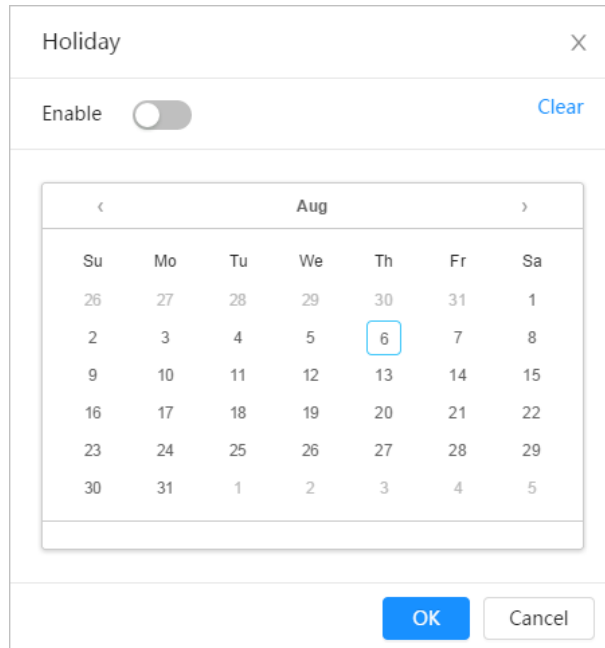 Holiday
Enable Clear
Aug
Su Mo Tu We Th Fr Sa
26 27 28 29 30 31 1
2 3 4 5 6 7 8
9 10 11 12 13 14 15
16 17 18 19 20 21 22
23 24 25 26 27 28 29
30 31 1 2 3 4 5
OK Cancel